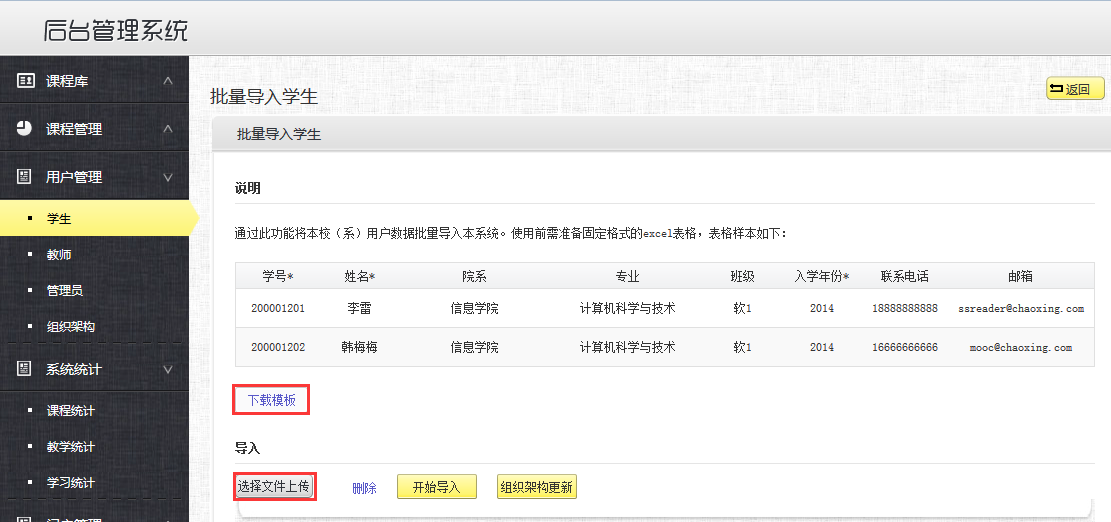 后台管理系统
课程库
课程管理
用户管理
学生
教师
管理员
组织架构
系统统计
课程统计
教学统计
学习统计
批量导入学生
返回
批量导入学生
说明
通过此功能将本校（系）用户数据批量导入本系统。使用前需准备固定格式的excel表格，表格样本如下：
学号* 姓名* 院系 专业 班级 入学年份* 联系电话 邮箱
200001201 李雷 信息学院 计算机科学与技术 软1 2014 18888888888 ssreader@chaoxing.com
200001202 韩梅梅 信息学院 计算机科学与技术 软1 2014 16666666666 mooc@chaoxing.com
下载模板
导入
选择文件上传 删除 开始导入 组织架构更新